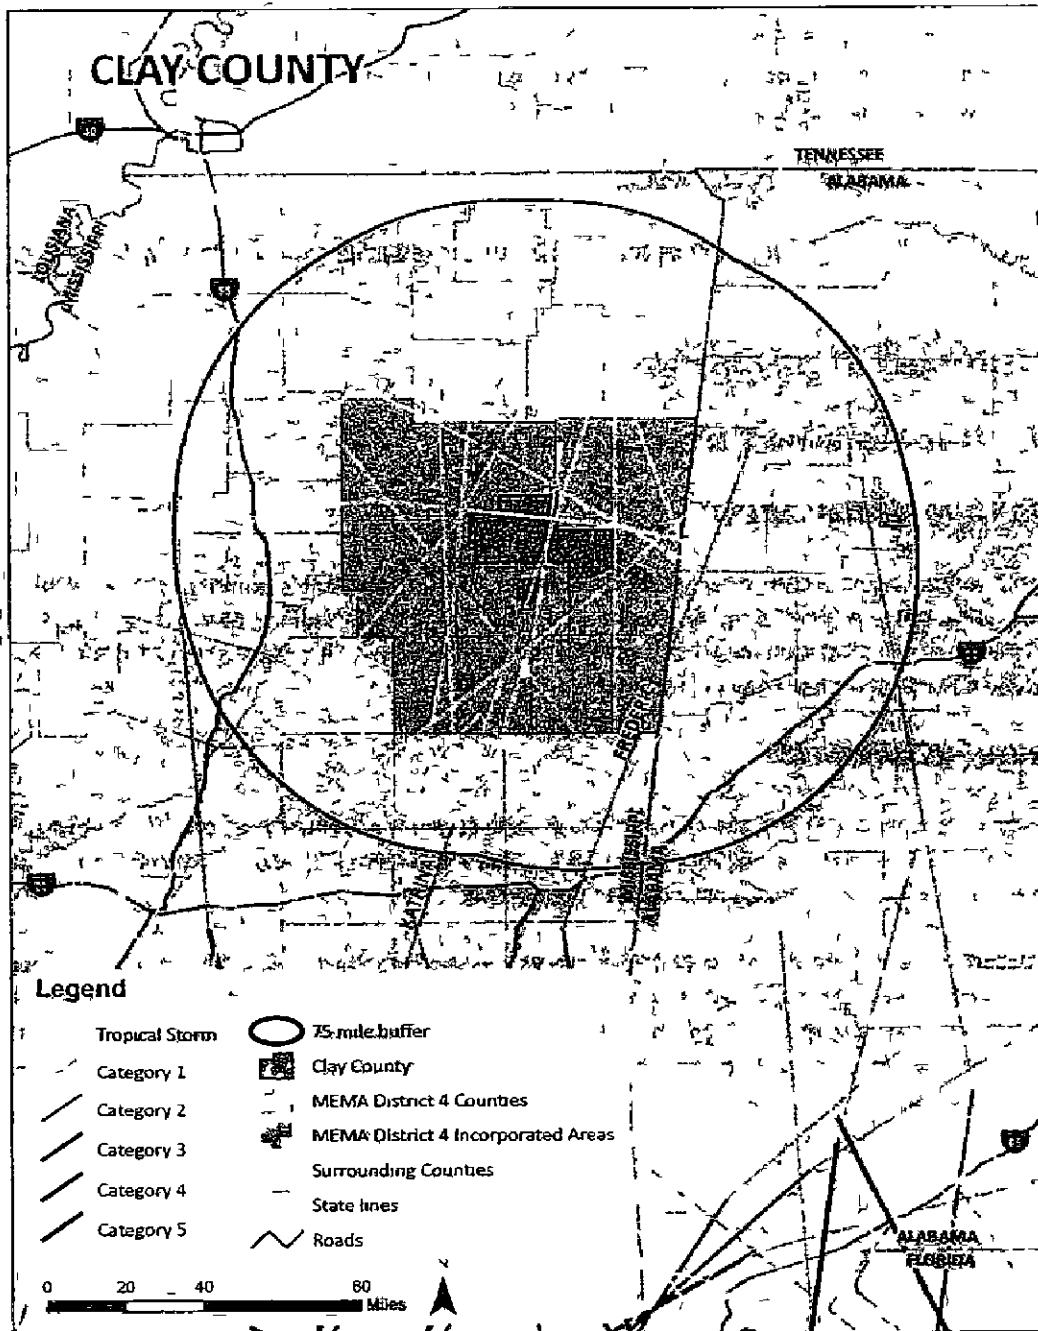 CLAY COUNTY
40
TENNESSEE
ALABAMA
LOUISIANA
MISSISSIPPI
55
MISSISSIPPI
ALABAMA
Legend
Tropical Storm
Category 1
Category 2
Category 3
Category 4
Category 5
75-mile buffer
Clay County
MEMA District 4 Counties
MEMA District 4 Incorporated Areas
Surrounding Counties
State lines
Roads
ALABAMA
FLORIDA
0 20 40 80
Miles